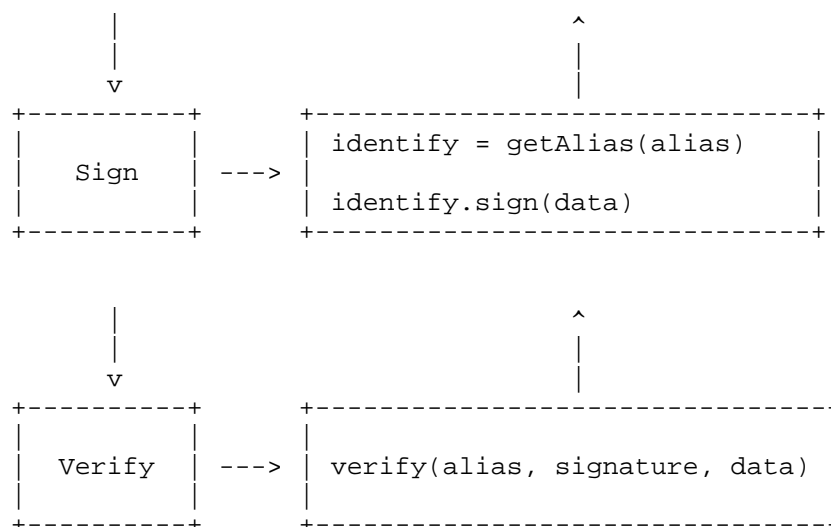 Sign
identify = getAlias(alias)
identify.sign(data)
Verify
verify(alias, signature, data)